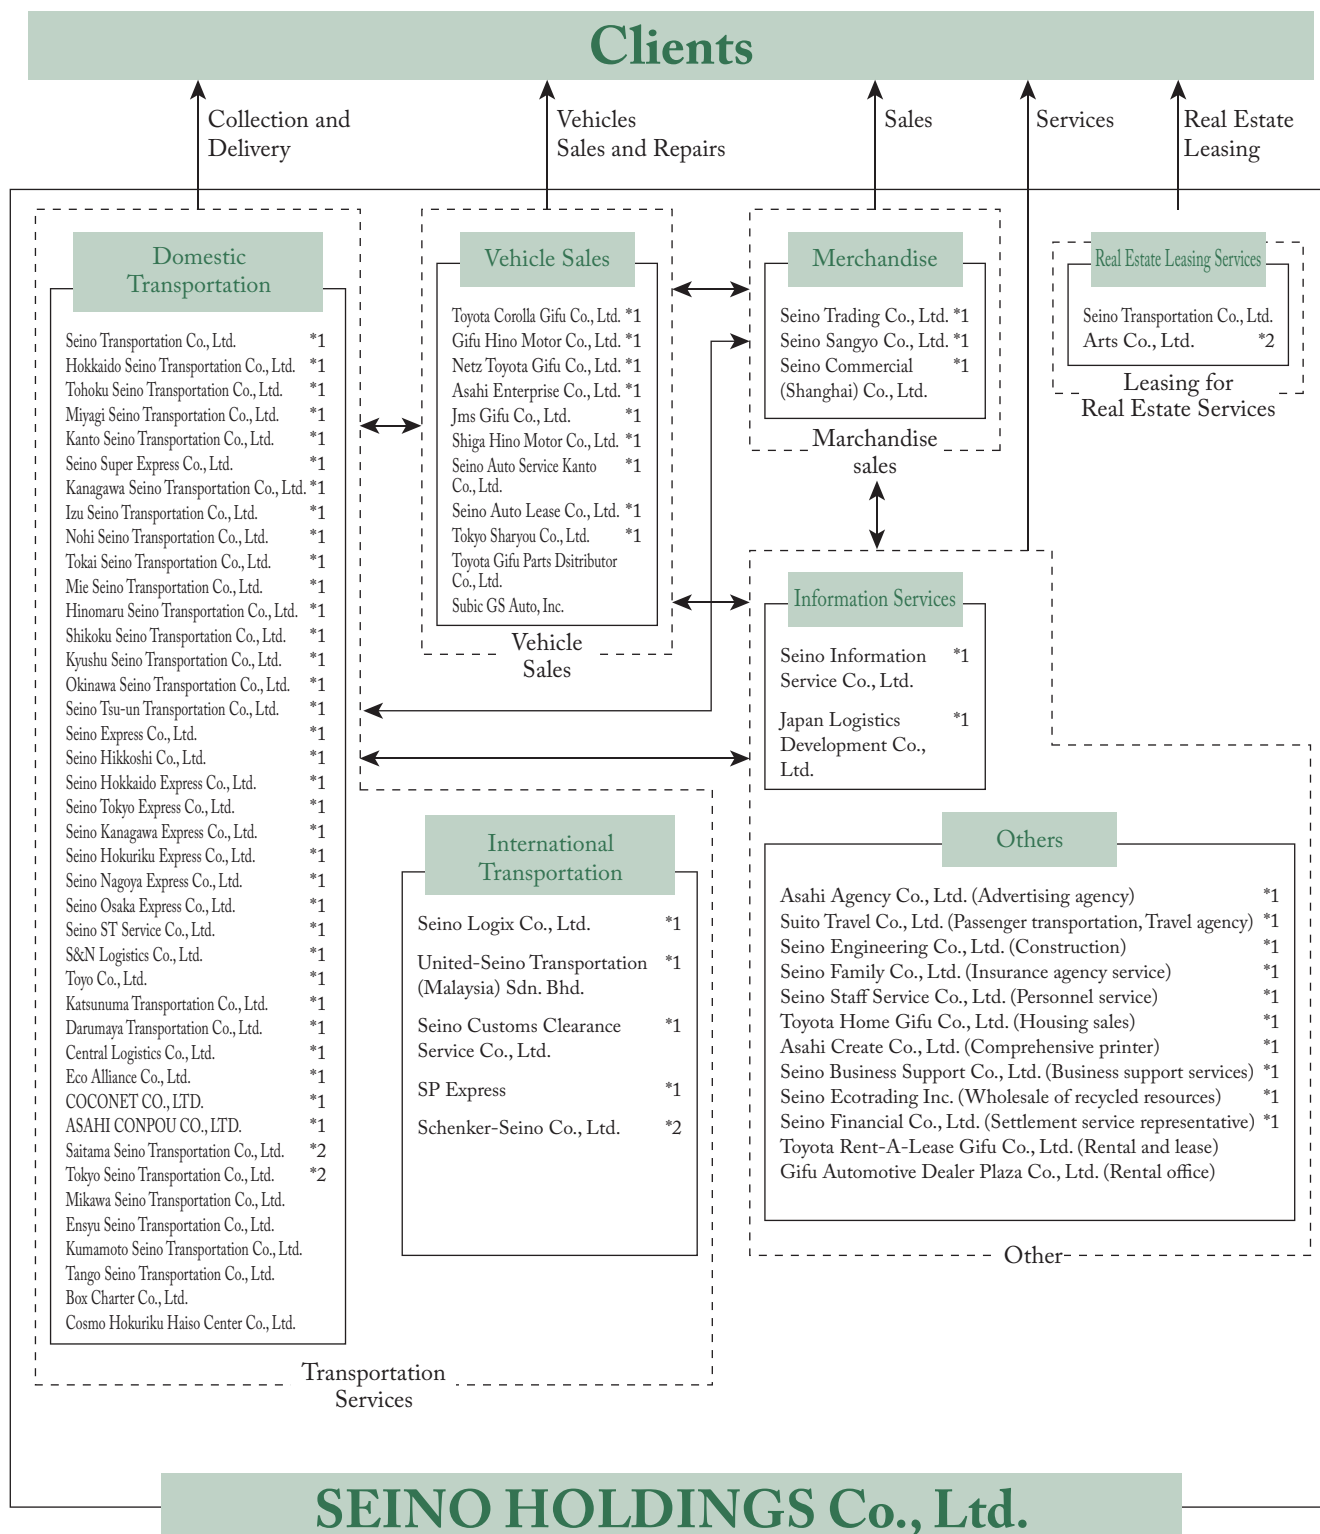 Clients
Collection and
Delivery
Vehicles
Sales and Repairs
Sales
Services
Real Estate
Leasing
Domestic
Transportation
Seino Transportation Co., Ltd. *1
Hokkaido Seino Transportation Co., Ltd. *1
Tohoku Seino Transportation Co., Ltd. *1
Miyagi Seino Transportation Co., Ltd. *1
Kanto Seino Transportation Co., Ltd. *1
Seino Super Express Co., Ltd. *1
Kanagawa Seino Transportation Co., Ltd. *1
Izu Seino Transportation Co., Ltd. *1
Nohi Seino Transportation Co., Ltd. *1
Tokai Seino Transportation Co., Ltd. *1
Mie Seino Transportation Co., Ltd. *1
Hinomaru Seino Transportation Co., Ltd. *1
Shikoku Seino Transportation Co., Ltd. *1
Kyushu Seino Transportation Co., Ltd. *1
Okinawa Seino Transportation Co., Ltd. *1
Seino Tsu-un Transportation Co., Ltd. *1
Seino Express Co., Ltd. *1
Seino Hikkoshi Co., Ltd. *1
Seino Hokkaido Express Co., Ltd. *1
Seino Tokyo Express Co., Ltd. *1
Seino Kanagawa Express Co., Ltd. *1
Seino Hokuriku Express Co., Ltd. *1
Seino Nagoya Express Co., Ltd. *1
Seino Osaka Express Co., Ltd. *1
Seino ST Service Co., Ltd. *1
S&N Logistics Co., Ltd. *1
Toyo Co., Ltd. *1
Katsunuma Transportation Co., Ltd. *1
Darumaya Transportation Co., Ltd. *1
Central Logistics Co., Ltd. *1
Eco Alliance Co., Ltd. *1
COCONET CO., LTD. *1
ASAHI CONPOU CO., LTD. *1
Saitama Seino Transportation Co., Ltd. *2
Tokyo Seino Transportation Co., Ltd. *2
Mikawa Seino Transportation Co., Ltd.
Ensyu Seino Transportation Co., Ltd.
Kumamoto Seino Transportation Co., Ltd.
Tango Seino Transportation Co., Ltd.
Box Charter Co., Ltd.
Cosmo Hokuriku Haiso Center Co., Ltd.
Vehicle Sales
Toyota Corolla Gifu Co., Ltd. *1
Gifu Hino Motor Co., Ltd. *1
Netz Toyota Gifu Co., Ltd. *1
Asahi Enterprise Co., Ltd. *1
Jms Gifu Co., Ltd. *1
Shiga Hino Motor Co., Ltd. *1
Seino Auto Service Kanto *1
Co., Ltd.
Seino Auto Lease Co., Ltd. *1
Tokyo Sharyou Co., Ltd. *1
Toyota Gifu Parts Dsitributor
Co., Ltd.
Subic GS Auto, Inc.
Vehicle
Sales
Merchandise
Seino Trading Co., Ltd. *1
Seino Sangyo Co., Ltd. *1
Seino Commercial *1
(Shanghai) Co., Ltd.
Marchandise
sales
Real Estate Leasing Services
Seino Transportation Co., Ltd.
Arts Co., Ltd. *2
Leasing for
Real Estate Services
Information Services
Seino Information *1
Service Co., Ltd.
Japan Logistics *1
Development Co.,
Ltd.
International
Transportation
Seino Logix Co., Ltd. *1
United-Seino Transportation *1
(Malaysia) Sdn. Bhd.
Seino Customs Clearance *1
Service Co., Ltd.
SP Express *1
Schenker-Seino Co., Ltd. *2
Others
Asahi Agency Co., Ltd. (Advertising agency) *1
Suito Travel Co., Ltd. (Passenger transportation, Travel agency) *1
Seino Engineering Co., Ltd. (Construction) *1
Seino Family Co., Ltd. (Insurance agency service) *1
Seino Staff Service Co., Ltd. (Personnel service) *1
Toyota Home Gifu Co., Ltd. (Housing sales) *1
Asahi Create Co., Ltd. (Comprehensive printer) *1
Seino Business Support Co., Ltd. (Business support services) *1
Seino Ecotrading Inc. (Wholesale of recycled resources) *1
Seino Financial Co., Ltd. (Settlement service representative) *1
Toyota Rent-A-Lease Gifu Co., Ltd. (Rental and lease)
Gifu Automotive Dealer Plaza Co., Ltd. (Rental office)
Other
Transportation
Services
SEINO HOLDINGS Co., Ltd.